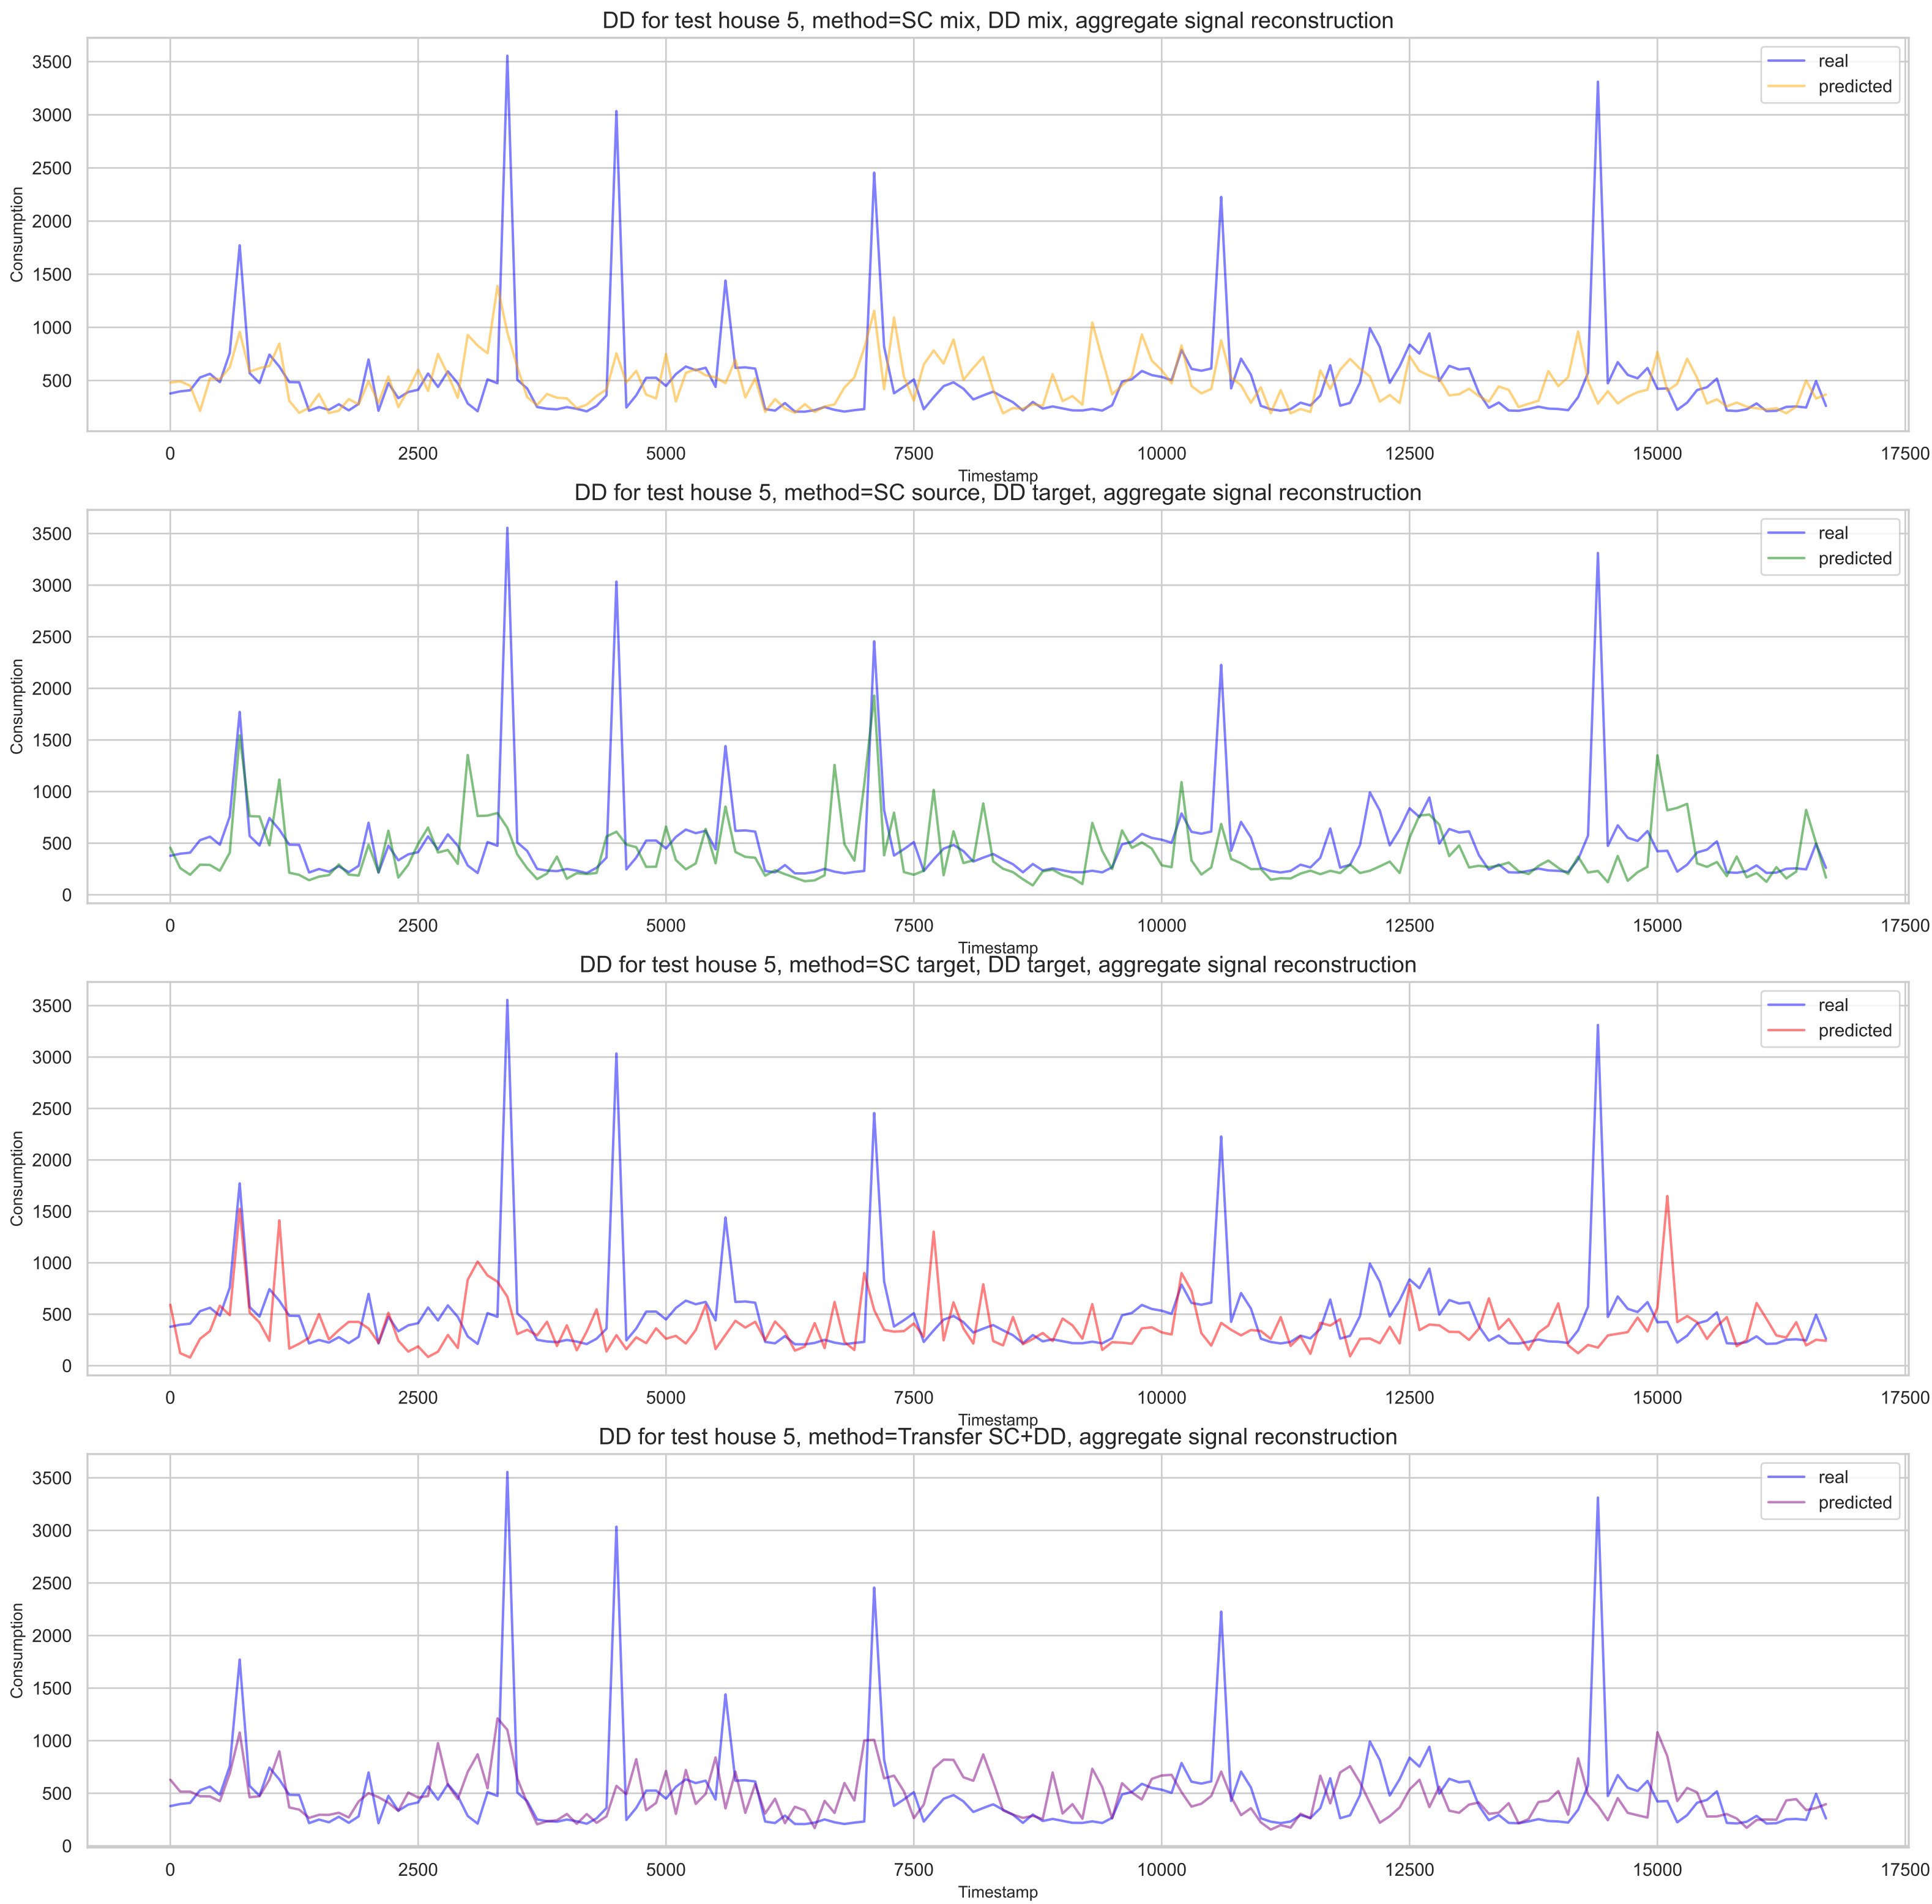 DD for test house 5, method=SC mix, DD mix, aggregate signal reconstruction
3500
3000
2500
2000
1500
1000
500
Consumption
real
predicted
0 2500 5000 7500 10000 12500 15000 17500
Timestamp
DD for test house 5, method=SC source, DD target, aggregate signal reconstruction
3500
3000
2500
2000
1500
1000
500
0
Consumption
real
predicted
0 2500 5000 7500 10000 12500 15000 17500
Timestamp
DD for test house 5, method=SC target, DD target, aggregate signal reconstruction
3500
3000
2500
2000
1500
1000
500
0
Consumption
real
predicted
0 2500 5000 7500 10000 12500 15000 17500
Timestamp
DD for test house 5, method=Transfer SC+DD, aggregate signal reconstruction
3500
3000
2500
2000
1500
1000
500
0
Consumption
real
predicted
0 2500 5000 7500 10000 12500 15000 17500
Timestamp